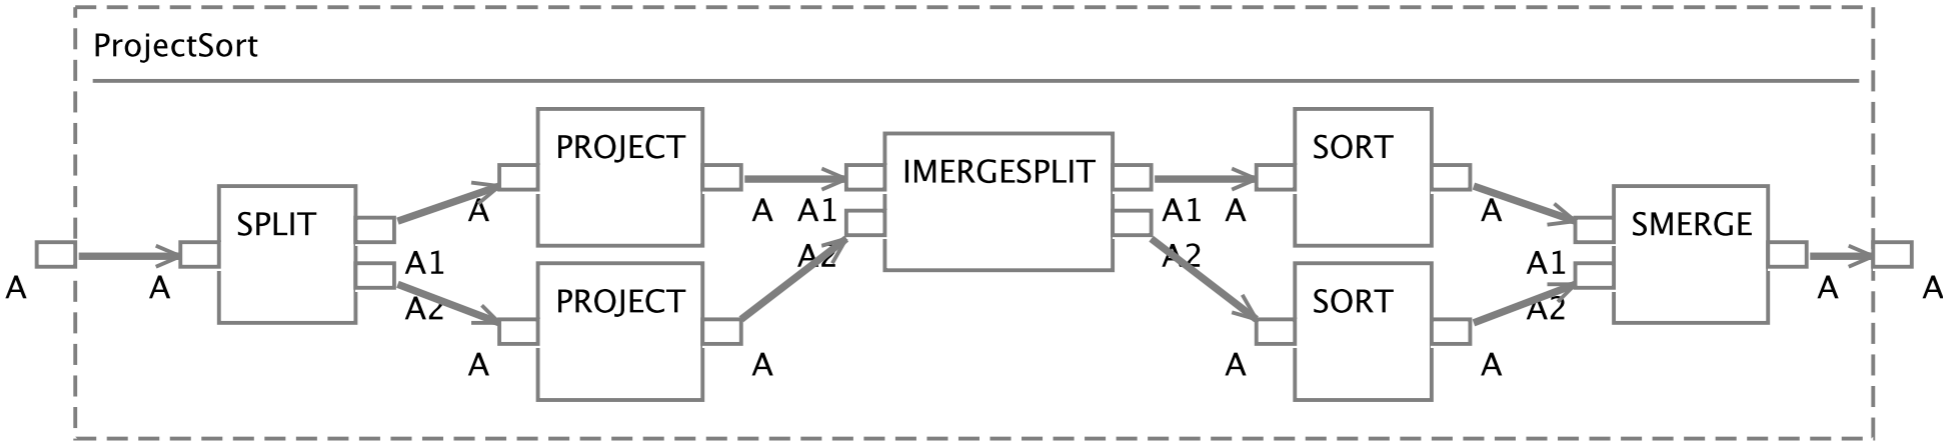 ProjectSort
PROJECT
SORT
IMERGESPLIT
SPLIT
SMERGE
A
A
A1
A
A1
A
A
A1
A2
A2
A2
A1
A
A
A
A
PROJECT
SORT
A2
A
A
A
A